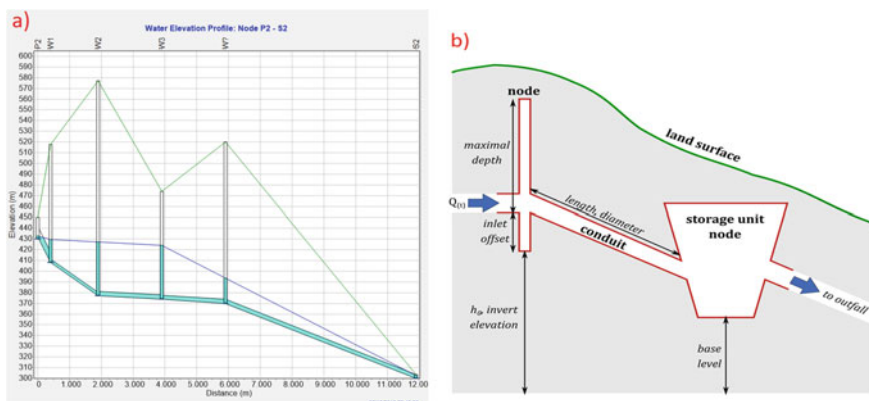 a)
Water Elevation Profile: Node P2 - S2
P2
W1
W2
W3
W?
S2
Elevation (m)
600
590
580
570
560
550
540
530
520
510
500
490
480
470
460
450
440
430
420
410
400
390
380
370
360
350
340
330
320
310
300
0 1.000 2.000 3.000 4.000 5.000 6.000 7.000 8.000 9.000 10.000 11.000 12.00
Distance (m)
b)
node
land surface
maximal
depth
Q(t)
length, diameter
inlet
offset
conduit
storage unit
node
to outfall
invert
elevation
base
level